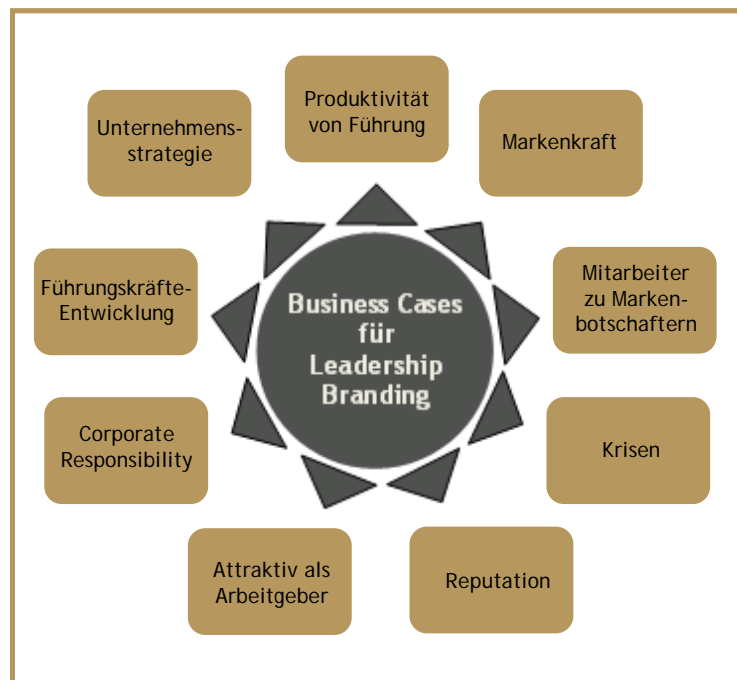 Produktivität
von Führung
Unternehmens-
strategie
Markenkraft
Führungskräfte-
Entwicklung
Business Cases
für
Leadership
Branding
Mitarbeiter
zu Marken-
botschaftern
Corporate
Responsibility
Krisen
Attraktiv als
Arbeitgeber
Reputation